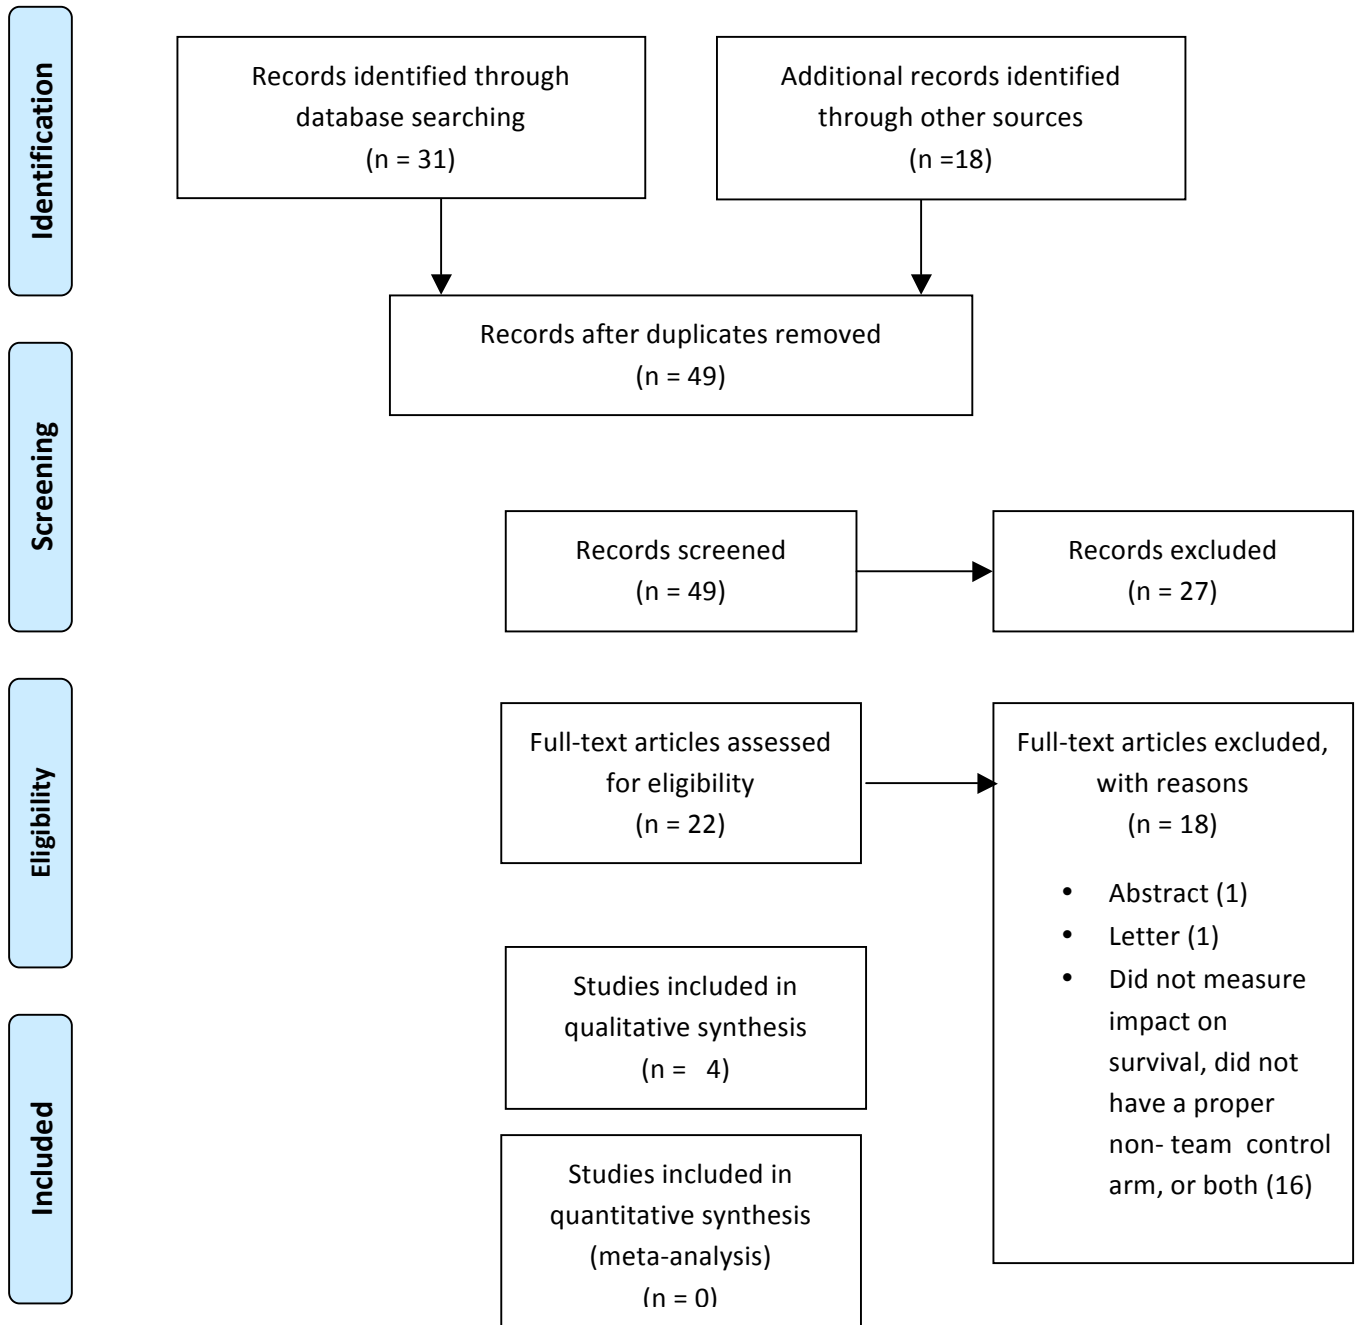 Identification
Records identified through
database searching
(n = 31)
Additional records identified
through other sources
(n =18)
Records after duplicates removed
(n = 49)
Screening
Records screened
(n = 49)
Records excluded
(n = 27)
Eligibility
Full-text articles assessed
for eligibility
(n = 22)
Full-text articles excluded,
with reasons
(n = 18)
• Abstract (1)
• Letter (1)
• Did not measure
impact on
survival, did not
have a proper
non- team control
arm, or both (16)
Included
Studies included in
qualitative synthesis
(n = 4)
Studies included in
quantitative synthesis
(meta-analysis)
(n = 0)